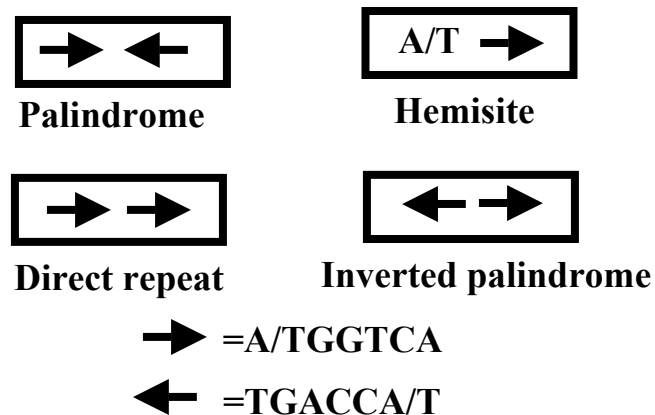 A/T
Palindrome
Hemisite
Direct repeat
Inverted palindrome
=A/TGGTCA
=TGACCA/T